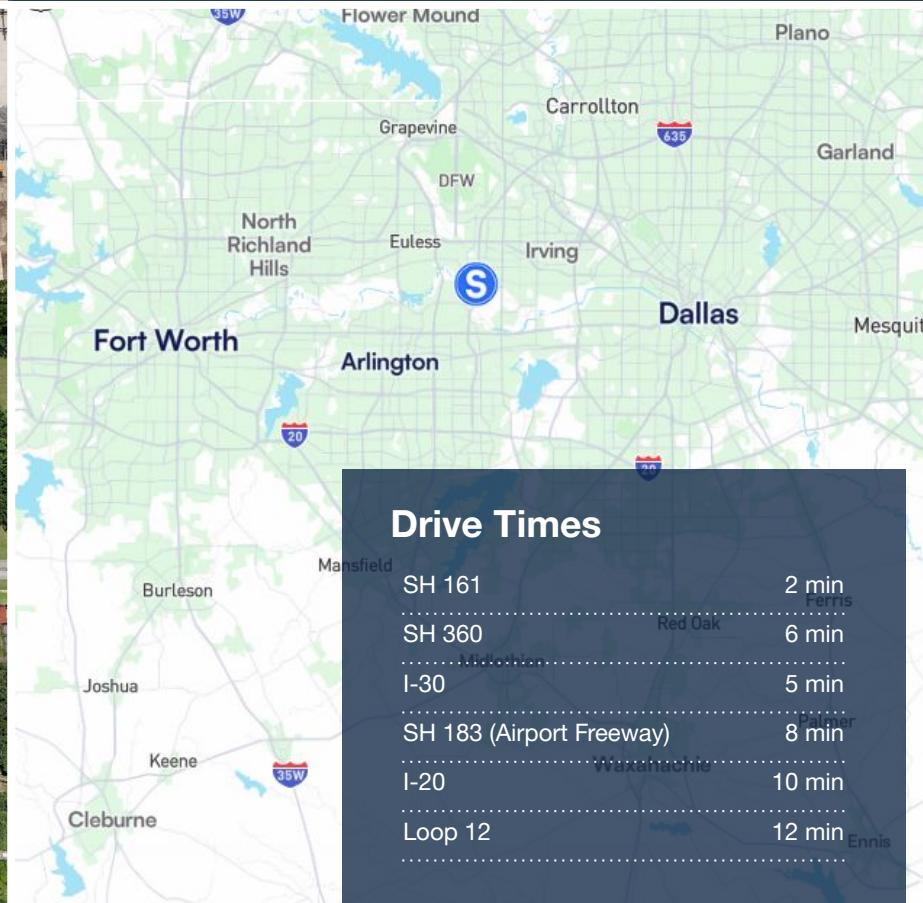 35W
Flower Mound
Plano
Carrollton
Grapevine
635
Garland
DFW
North
Richland
Hills
Euless
Irving
S
Dallas
Fort Worth
Mesquit
Arlington
20
20
Drive Times
Mansfield
SH 161 2 min
Burleson
Ferris
SH 360 6 min
Red Oak
Midlothian
I-30 5 min
Joshua
Palmer
SH 183 (Airport Freeway) 8 min
Keene
Waxahachie
35W
I-20 10 min
Cleburne
Loop 12 12 min
Ennis